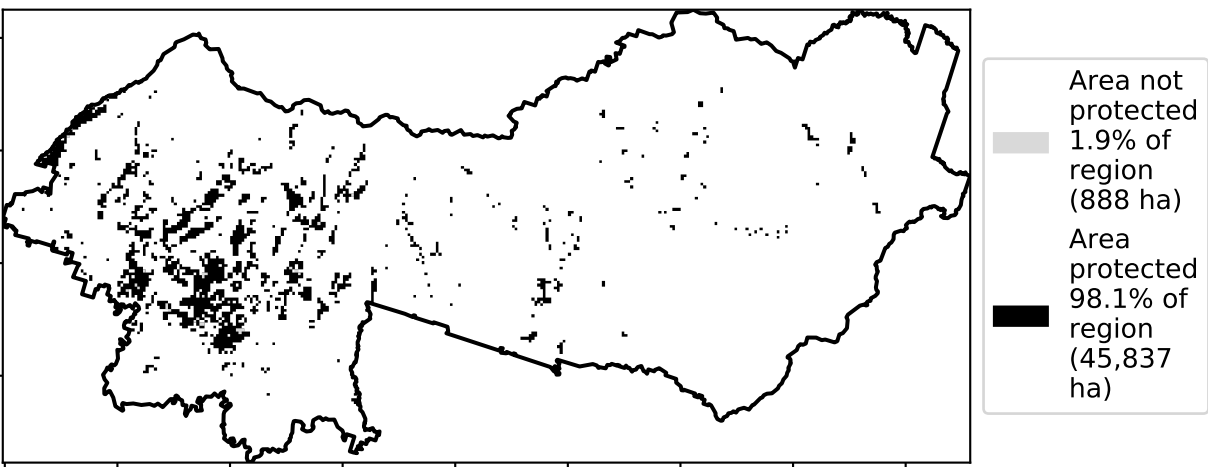 Area not
protected
1.9% of
region
(888 ha)
Area
protected
98.1% of
region
(45,837
ha)